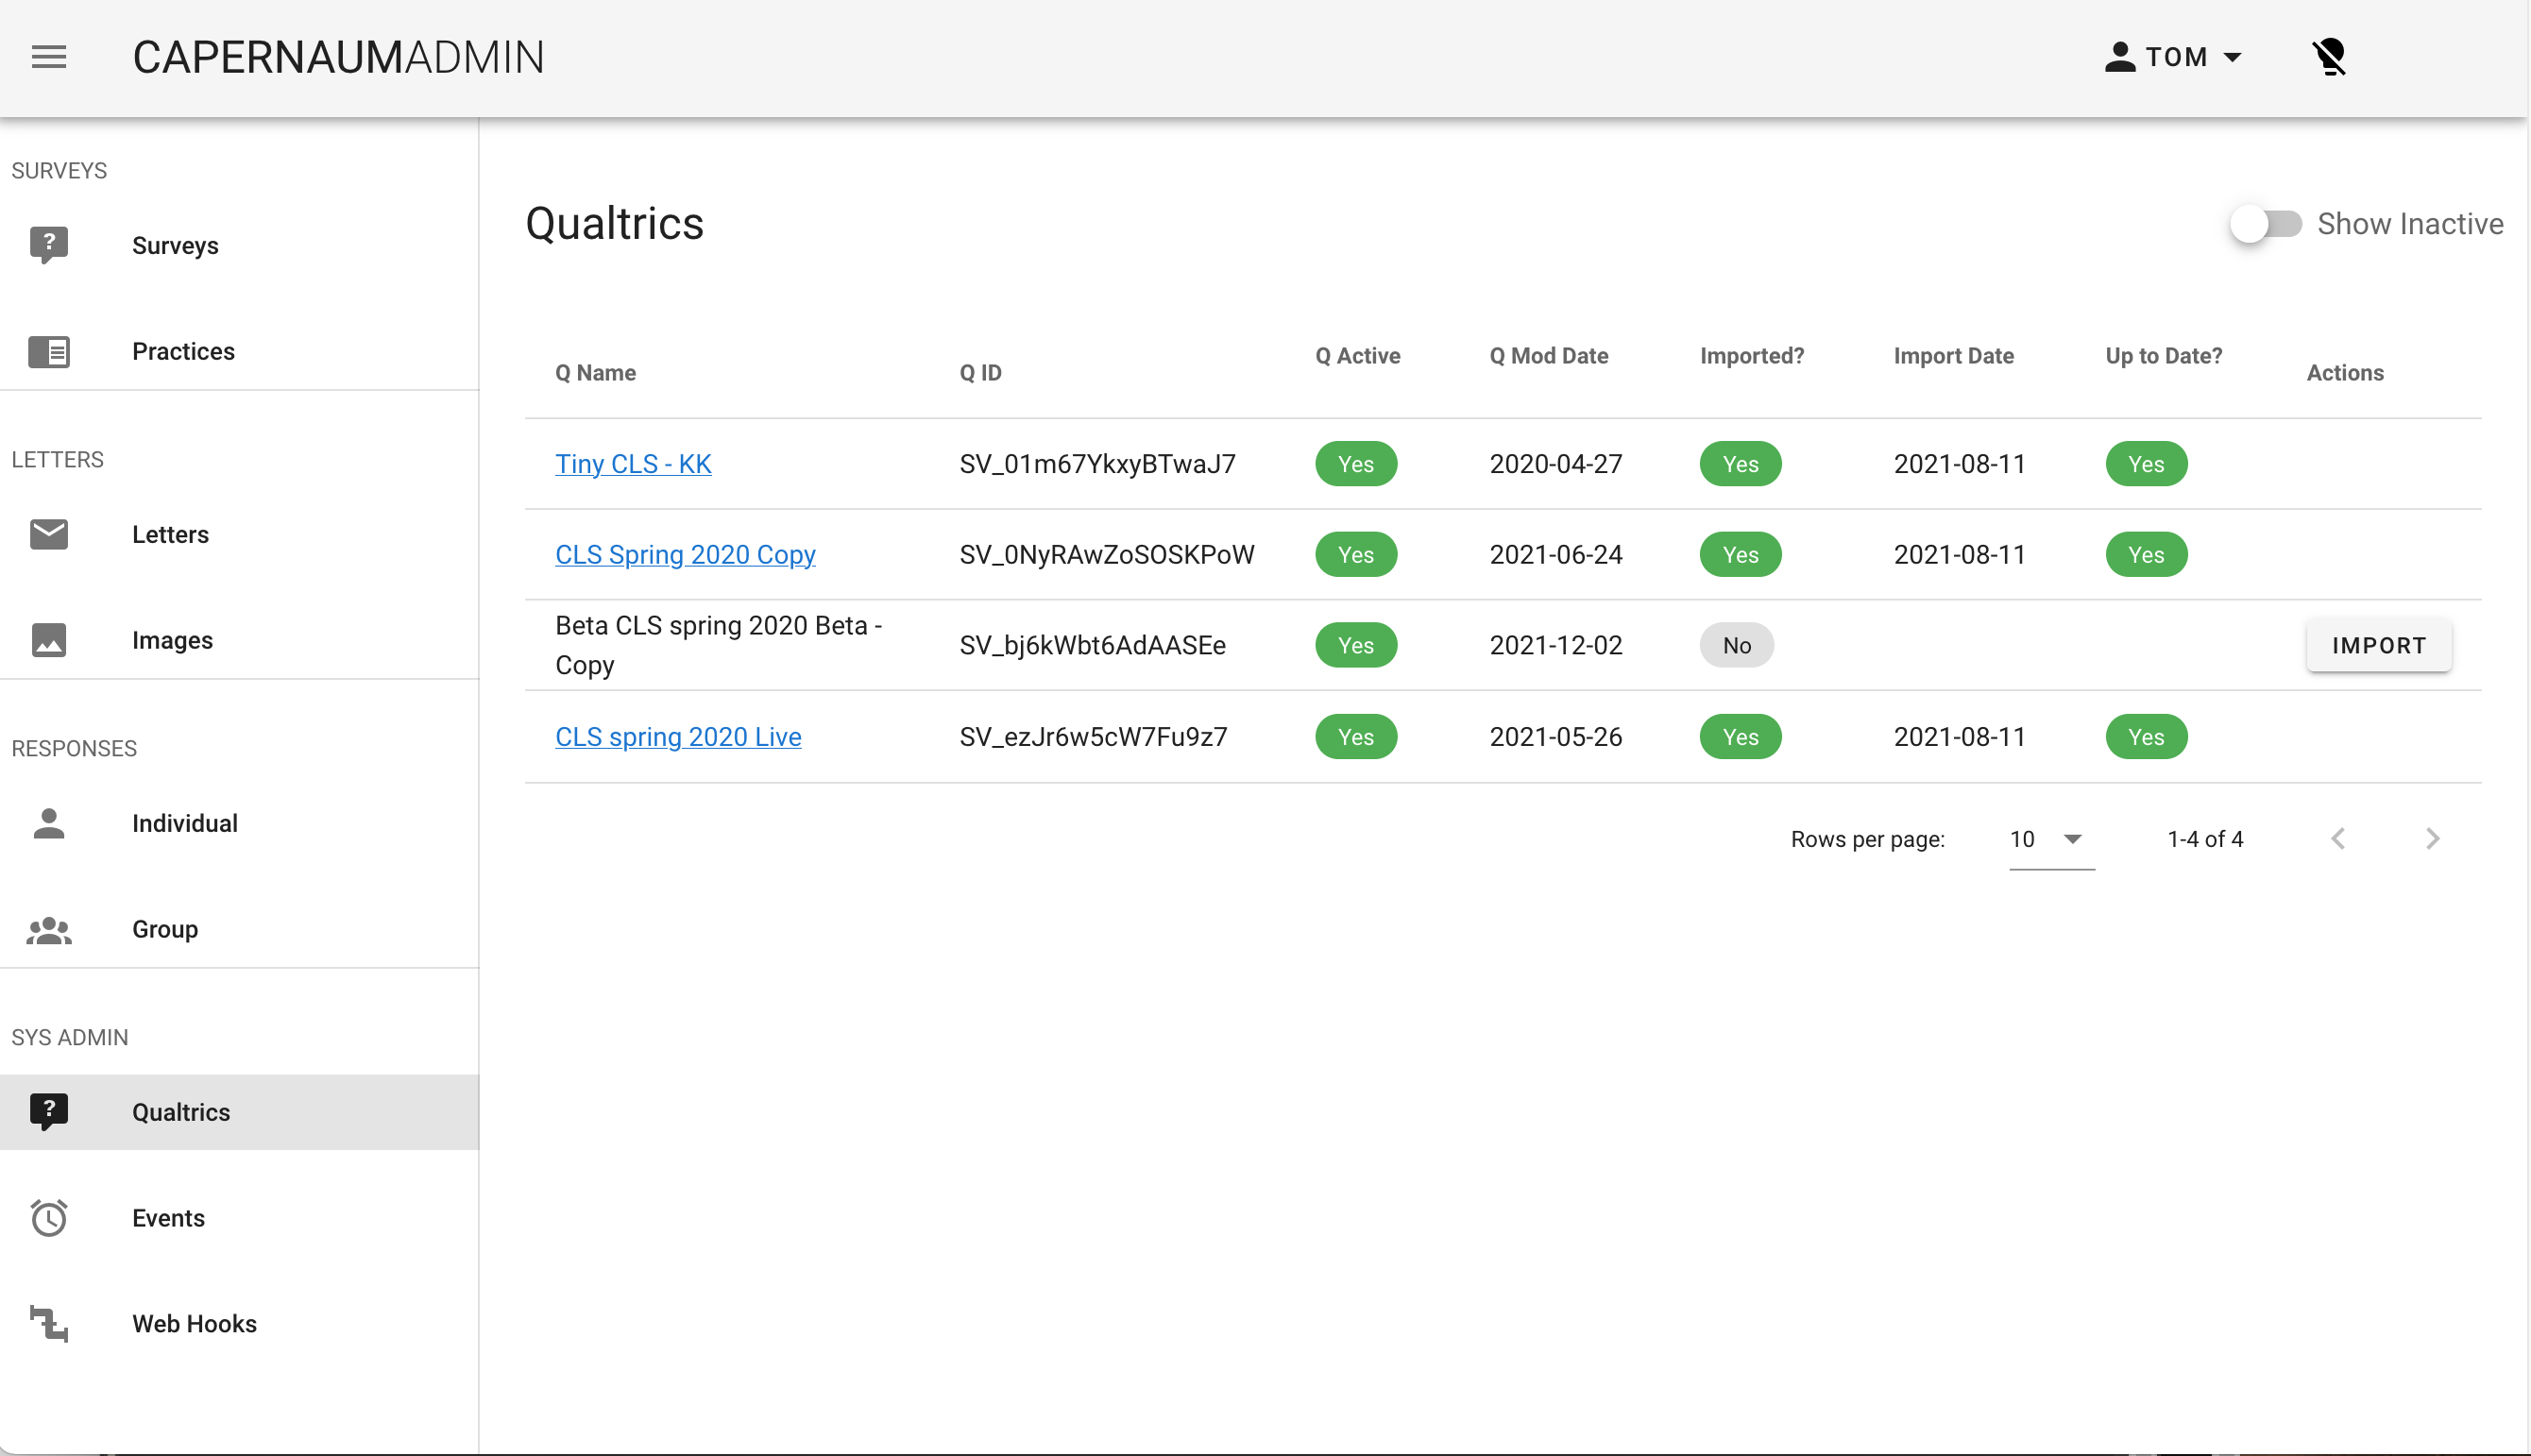 CAPERNAUMADMIN
TOM
SURVEYS
Surveys
Practices
LETTERS
Letters
Images
RESPONSES
Individual
Group
SYS ADMIN
Qualtrics
Events
Web Hooks
Qualtrics
Show Inactive
Q Name Q ID Q Active Q Mod Date Imported? Import Date Up to Date? Actions
Tiny CLS - KK SV_01m67YkxyBTwaJ7 Yes 2020-04-27 Yes 2021-08-11 Yes
CLS Spring 2020 Copy SV_0NyRAwZoSOSKPoW Yes 2021-06-24 Yes 2021-08-11 Yes
Beta CLS spring 2020 Beta -
Copy SV_bj6kWbt6AdAASEe Yes 2021-12-02 No IMPORT
CLS spring 2020 Live SV_ezJr6w5cW7Fu9z7 Yes 2021-05-26 Yes 2021-08-11 Yes
Rows per page: 10 1-4 of 4